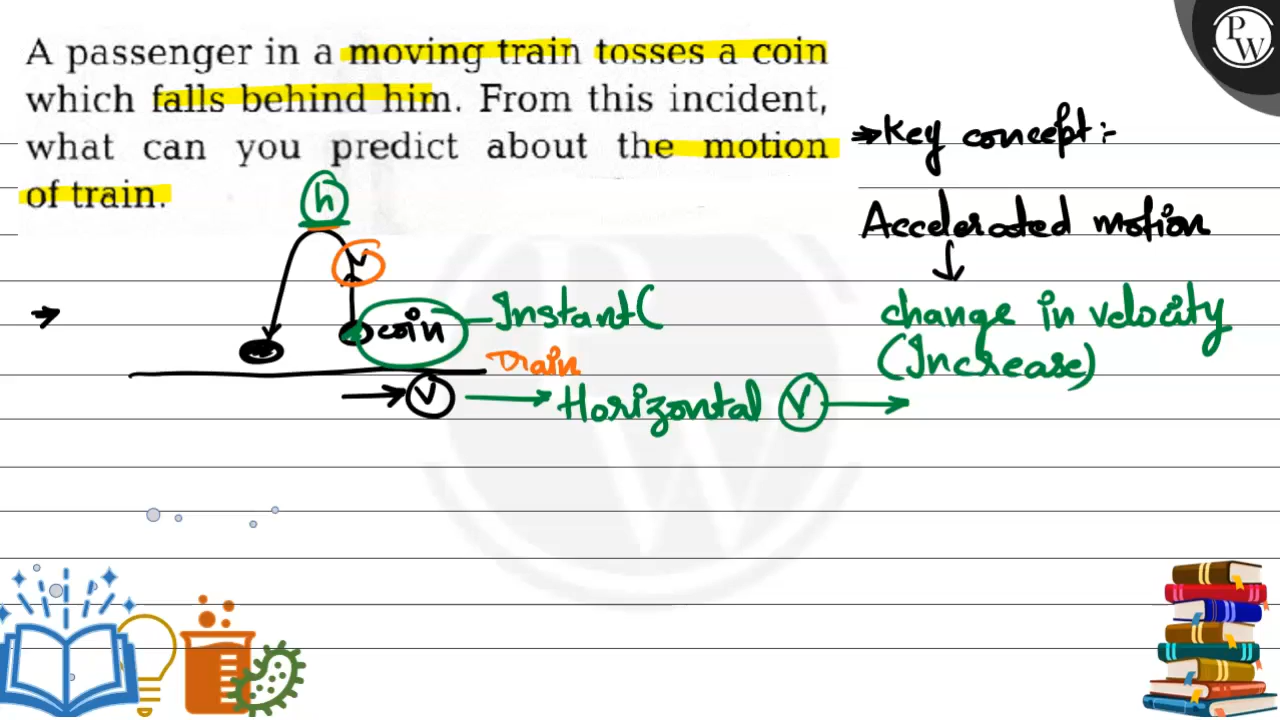 A passenger in a moving train tosses a coin
which falls behind him. From this incident,
what can you predict about the motion
of train.
P
W
→ Key concept :-
Accelerated motion
↓
change in velocity
(Increase)
h
→
coin
Instant(
Train
→ V → Horizontal V →
PW